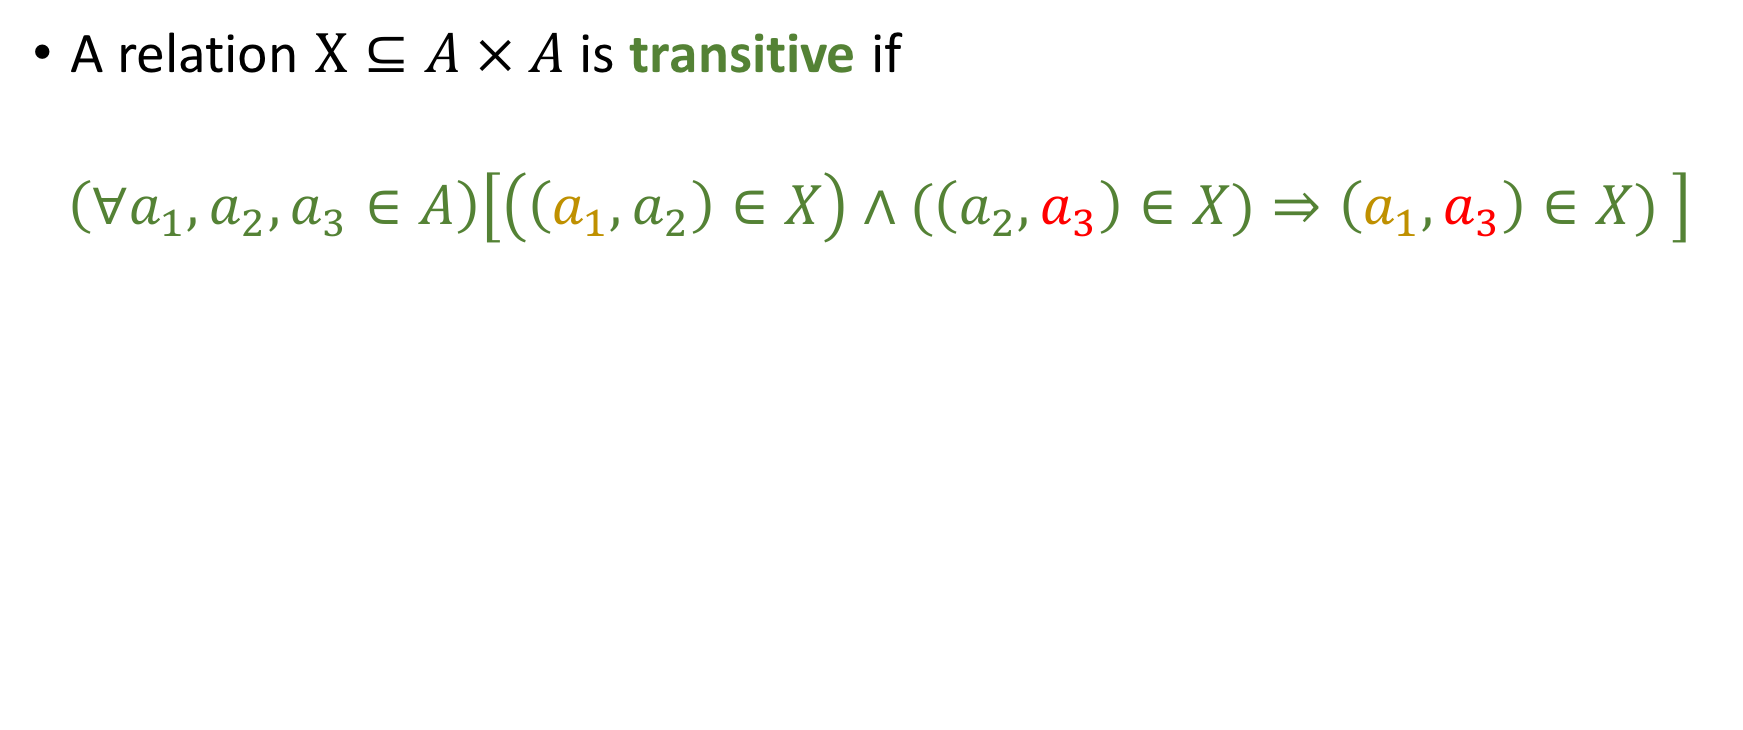 • A relation X ⊆ A × A is transitive if
(∀a₁, a₂, a₃ ∈ A)[((a₁, a₂) ∈ X) ∧ ((a₂, a₃) ∈ X) ⇒ (a₁, a₃) ∈ X) ]